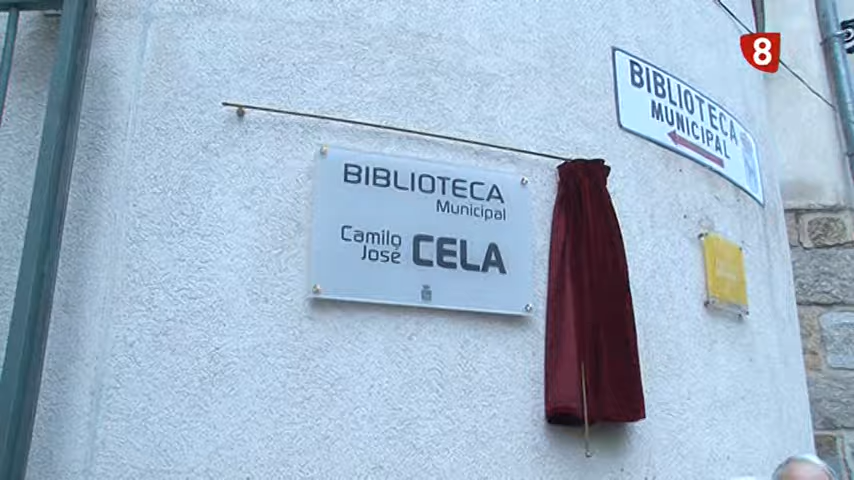 8
BIBLIOTECA
MUNICIPAL
BIBLIOTECA
Municipal
Camilo
José CELA